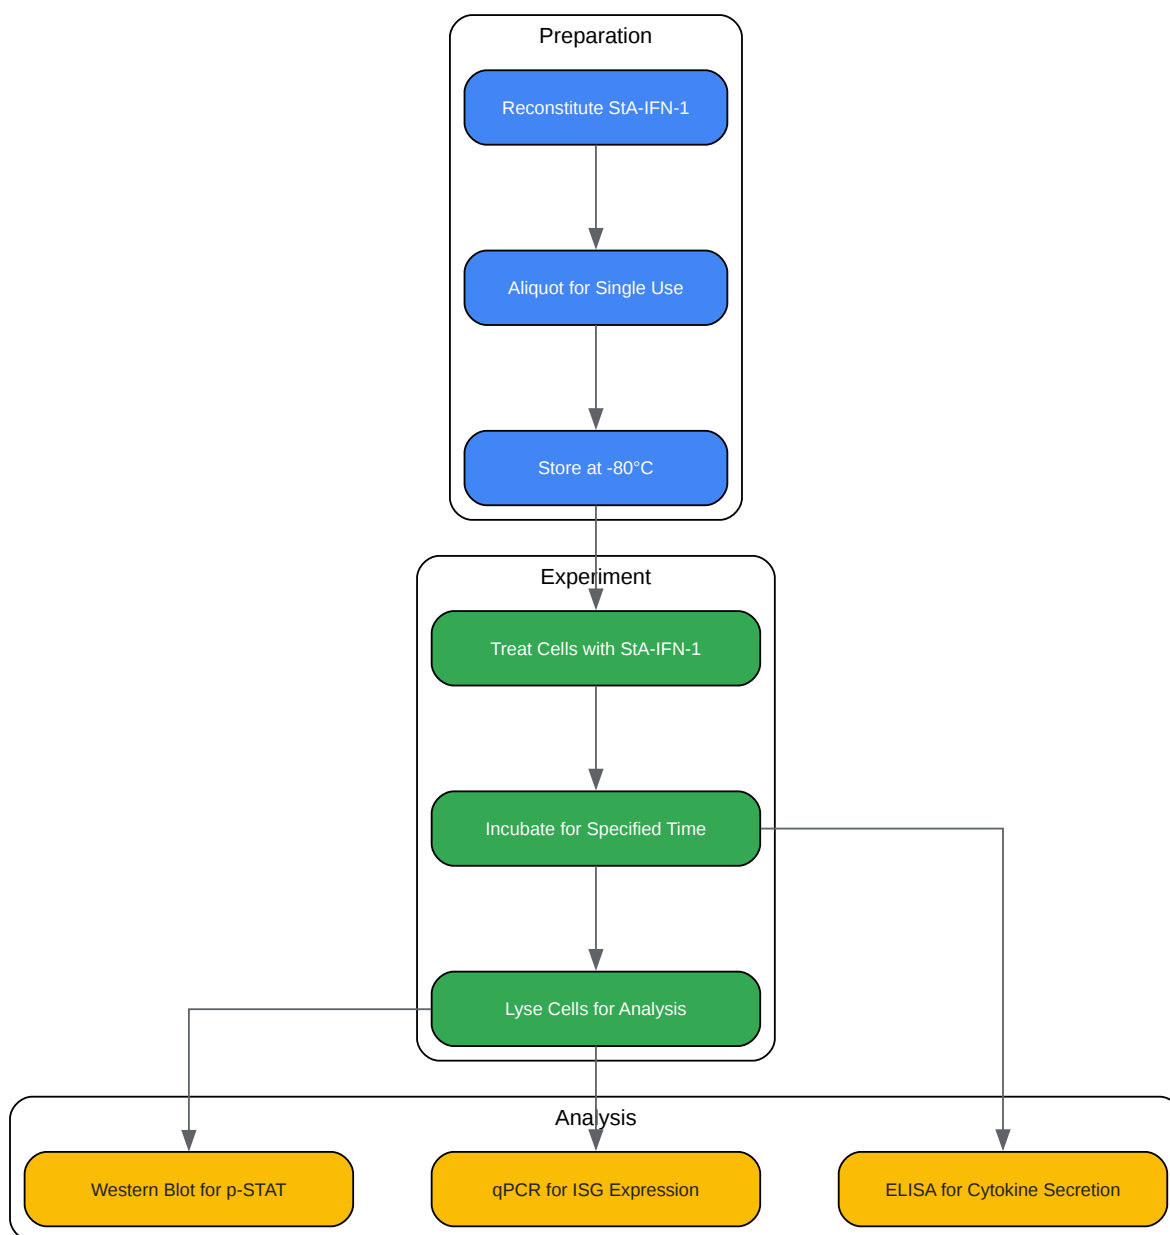 Preparation
Reconstitute StA-IFN-1
Aliquot for Single Use
Store at -80°C
Experiment
Treat Cells with StA-IFN-1
Incubate for Specified Time
Lyse Cells for Analysis
Analysis
Western Blot for p-STAT
qPCR for ISG Expression
ELISA for Cytokine Secretion